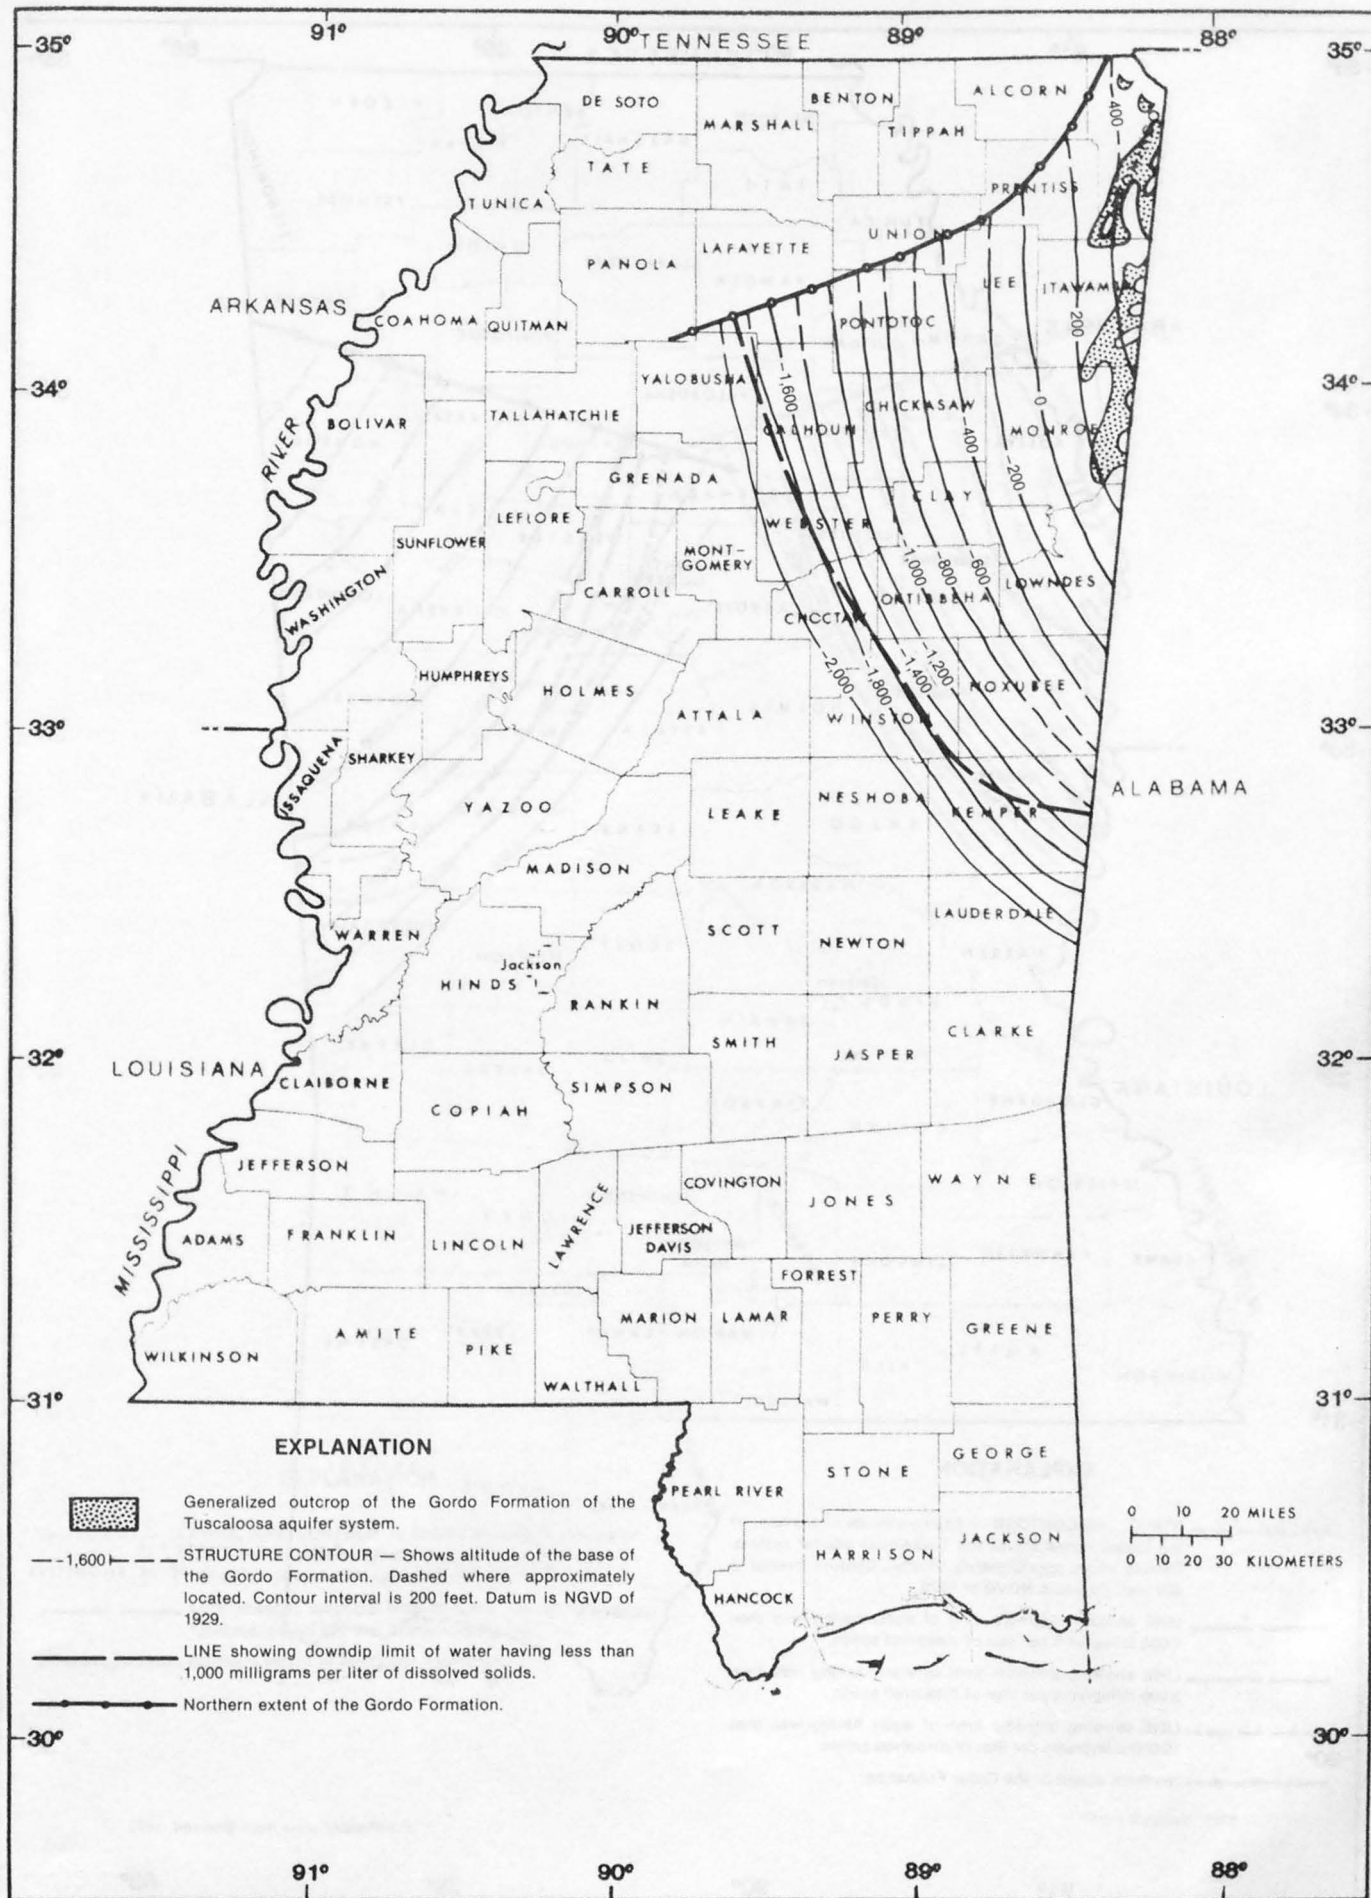 91° 90° 89° 88°
35° 35°
TENNESSEE
DE SOTO
BENTON
ALCORN
MARSHALL
TIPPAH
400
TATE
PRENTISS
TUNICA
UNION
LAFAYETTE
PANOLA
LEE
ITAWAMBA
ARKANSAS
COAHOMA
QUITMAN
PONTOTOC
200
34° 34°
YALOBUSHA
-1,600
CHICKASAW
0
BOLIVAR
TALLAHATCHIE
CALHOUN
-400
MONROE
RIVER
GRENADA
-200
CLAY
LEFLORE
WEBSTER
SUNFLOWER
MONT-
GOMERY
-1,000
-800
-600
LOWNDES
WASHINGTON
CARROLL
OKTIBBEHA
CHOCTAW
-2,000
-1,800
-1,400
-1,200
HUMPHREYS
HOLMES
NOXUBEE
ATTALA
WINSTON
33° 33°
ISSAQUENA
SHARKEY
ALABAMA
YAZOO
LEAKE
NESHOBA
KEMPER
MADISON
LAUDERDALE
WARREN
SCOTT
NEWTON
Jackson
HINDS
RANKIN
CLARKE
SMITH
JASPER
32° 32°
LOUISIANA
CLAIBORNE
SIMPSON
COPIAH
JEFFERSON
COVINGTON
WAYNE
JONES
MISSISSIPPI
ADAMS
FRANKLIN
LINCOLN
LAWRENCE
JEFFERSON
DAVIS
FORREST
MARION
LAMAR
PERRY
GREENE
AMITE
PIKE
WILKINSON
WALTHALL
31° 31°
EXPLANATION
GEORGE
STONE
PEARL RIVER
Generalized outcrop of the Gordo Formation of the
Tuscaloosa aquifer system.
0 10 20 MILES
JACKSON
HARRISON
0 10 20 30 KILOMETERS
-1,600 STRUCTURE CONTOUR — Shows altitude of the base of
the Gordo Formation. Dashed where approximately
located. Contour interval is 200 feet. Datum is NGVD of
1929.
HANCOCK
LINE showing downdip limit of water having less than
1,000 milligrams per liter of dissolved solids.
Northern extent of the Gordo Formation.
30° 30°
91° 90° 89° 88°